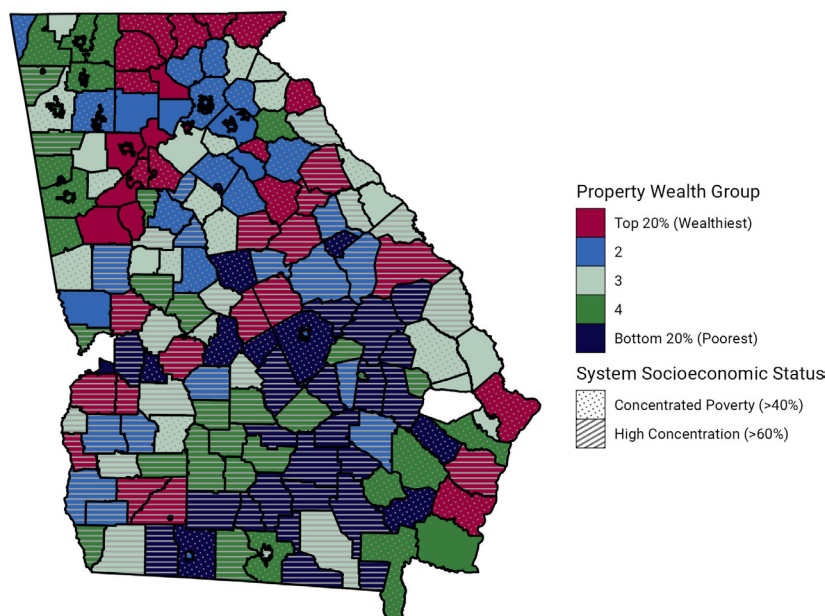 Property Wealth Group
Top 20% (Wealthiest)
2
3
4
Bottom 20% (Poorest)
System Socioeconomic Status
Concentrated Poverty (>40%)
High Concentration (>60%)